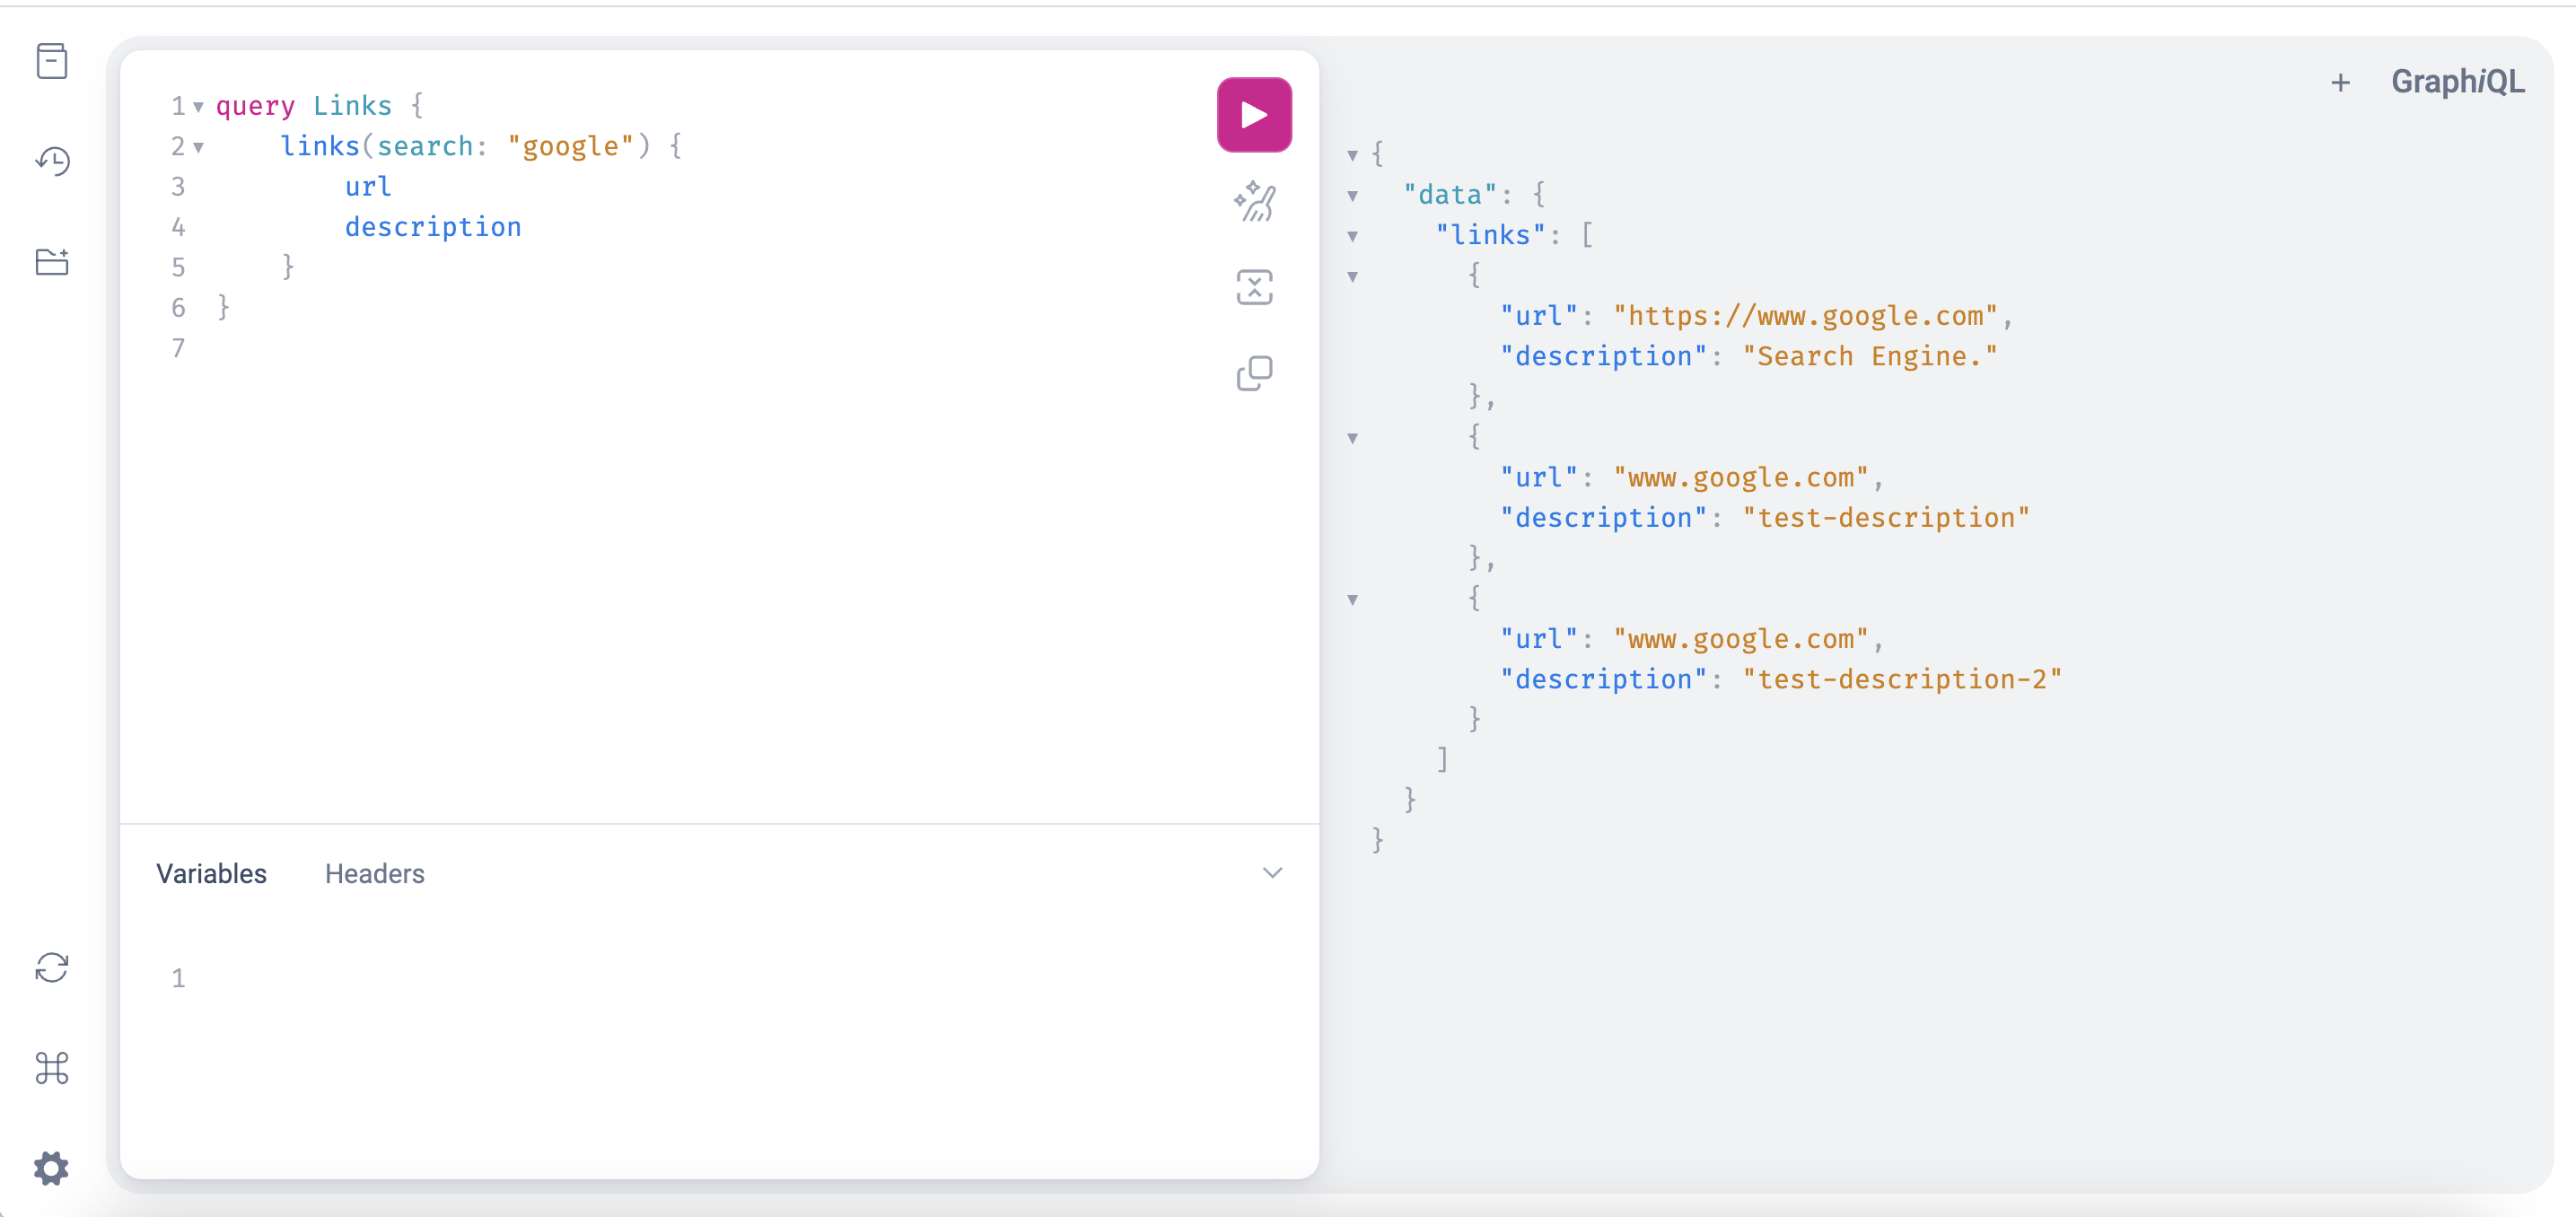 1 query Links {
2 links(search: "google") {
3 url
4 description
5 }
6 }
7
Variables Headers
1
+ GraphiQL
{
"data": {
"links": [
{
"url": "https://www.google.com",
"description": "Search Engine."
},
{
"url": "www.google.com",
"description": "test-description"
},
{
"url": "www.google.com",
"description": "test-description-2"
}
]
}
}